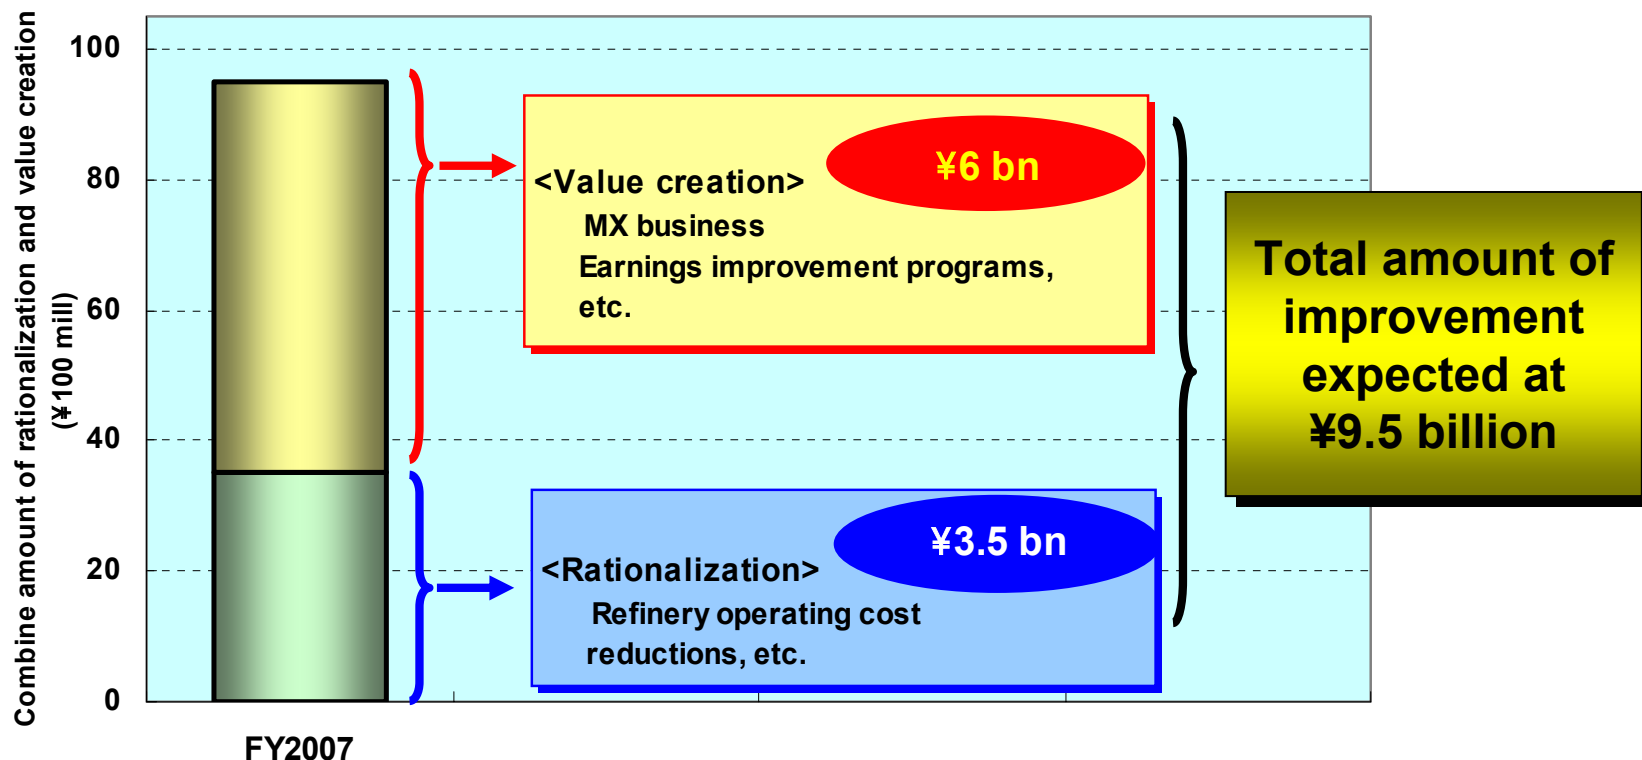 Combine amount of rationalization and value creation
(¥100 mill)
100
80
60
40
20
0
FY2007
¥6 bn
<Value creation>
MX business
Earnings improvement programs,
etc.
¥3.5 bn
<Rationalization>
Refinery operating cost
reductions, etc.
Total amount of
improvement
expected at
¥9.5 billion